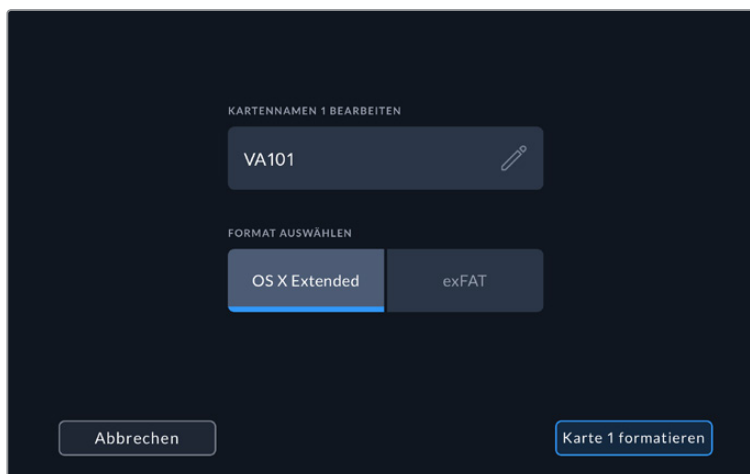 KARTENNAMEN 1 BEARBEITEN
VA101
FORMAT AUSWÄHLEN
OS X Extended
exFAT
Abbrechen
Karte 1 formatieren